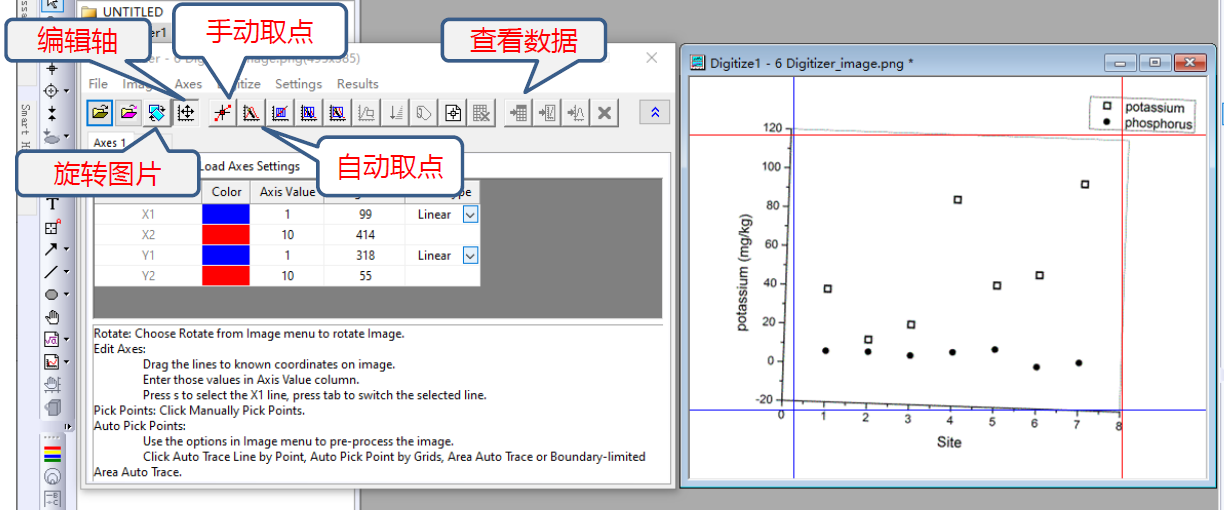 UNTITLED
编辑轴
手动取点
查看数据
File
Axes
Digitize
Settings
Results
Axes 1
旋转图片
自动取点
Load Axes Settings
Color Axis Value
X1 1 99 Linear
X2 10 414
Y1 1 318 Linear
Y2 10 55
Rotate: Choose Rotate from Image menu to rotate Image.
Edit Axes:
Drag the lines to known coordinates on image.
Enter those values in Axis Value column.
Press s to select the X1 line, press tab to switch the selected line.
Pick Points: Click Manually Pick Points.
Auto Pick Points:
Use the options in Image menu to pre-process the image.
Click Auto Trace Line by Point, Auto Pick Point by Grids, Area Auto Trace or Boundary-limited
Area Auto Trace.
Digitize1 - 6 Digitizer_image.png *
potassium
phosphorus
120
100
80
60
40
20
0
-20
potassium (mg/kg)
0 1 2 3 4 5 6 7 8
Site